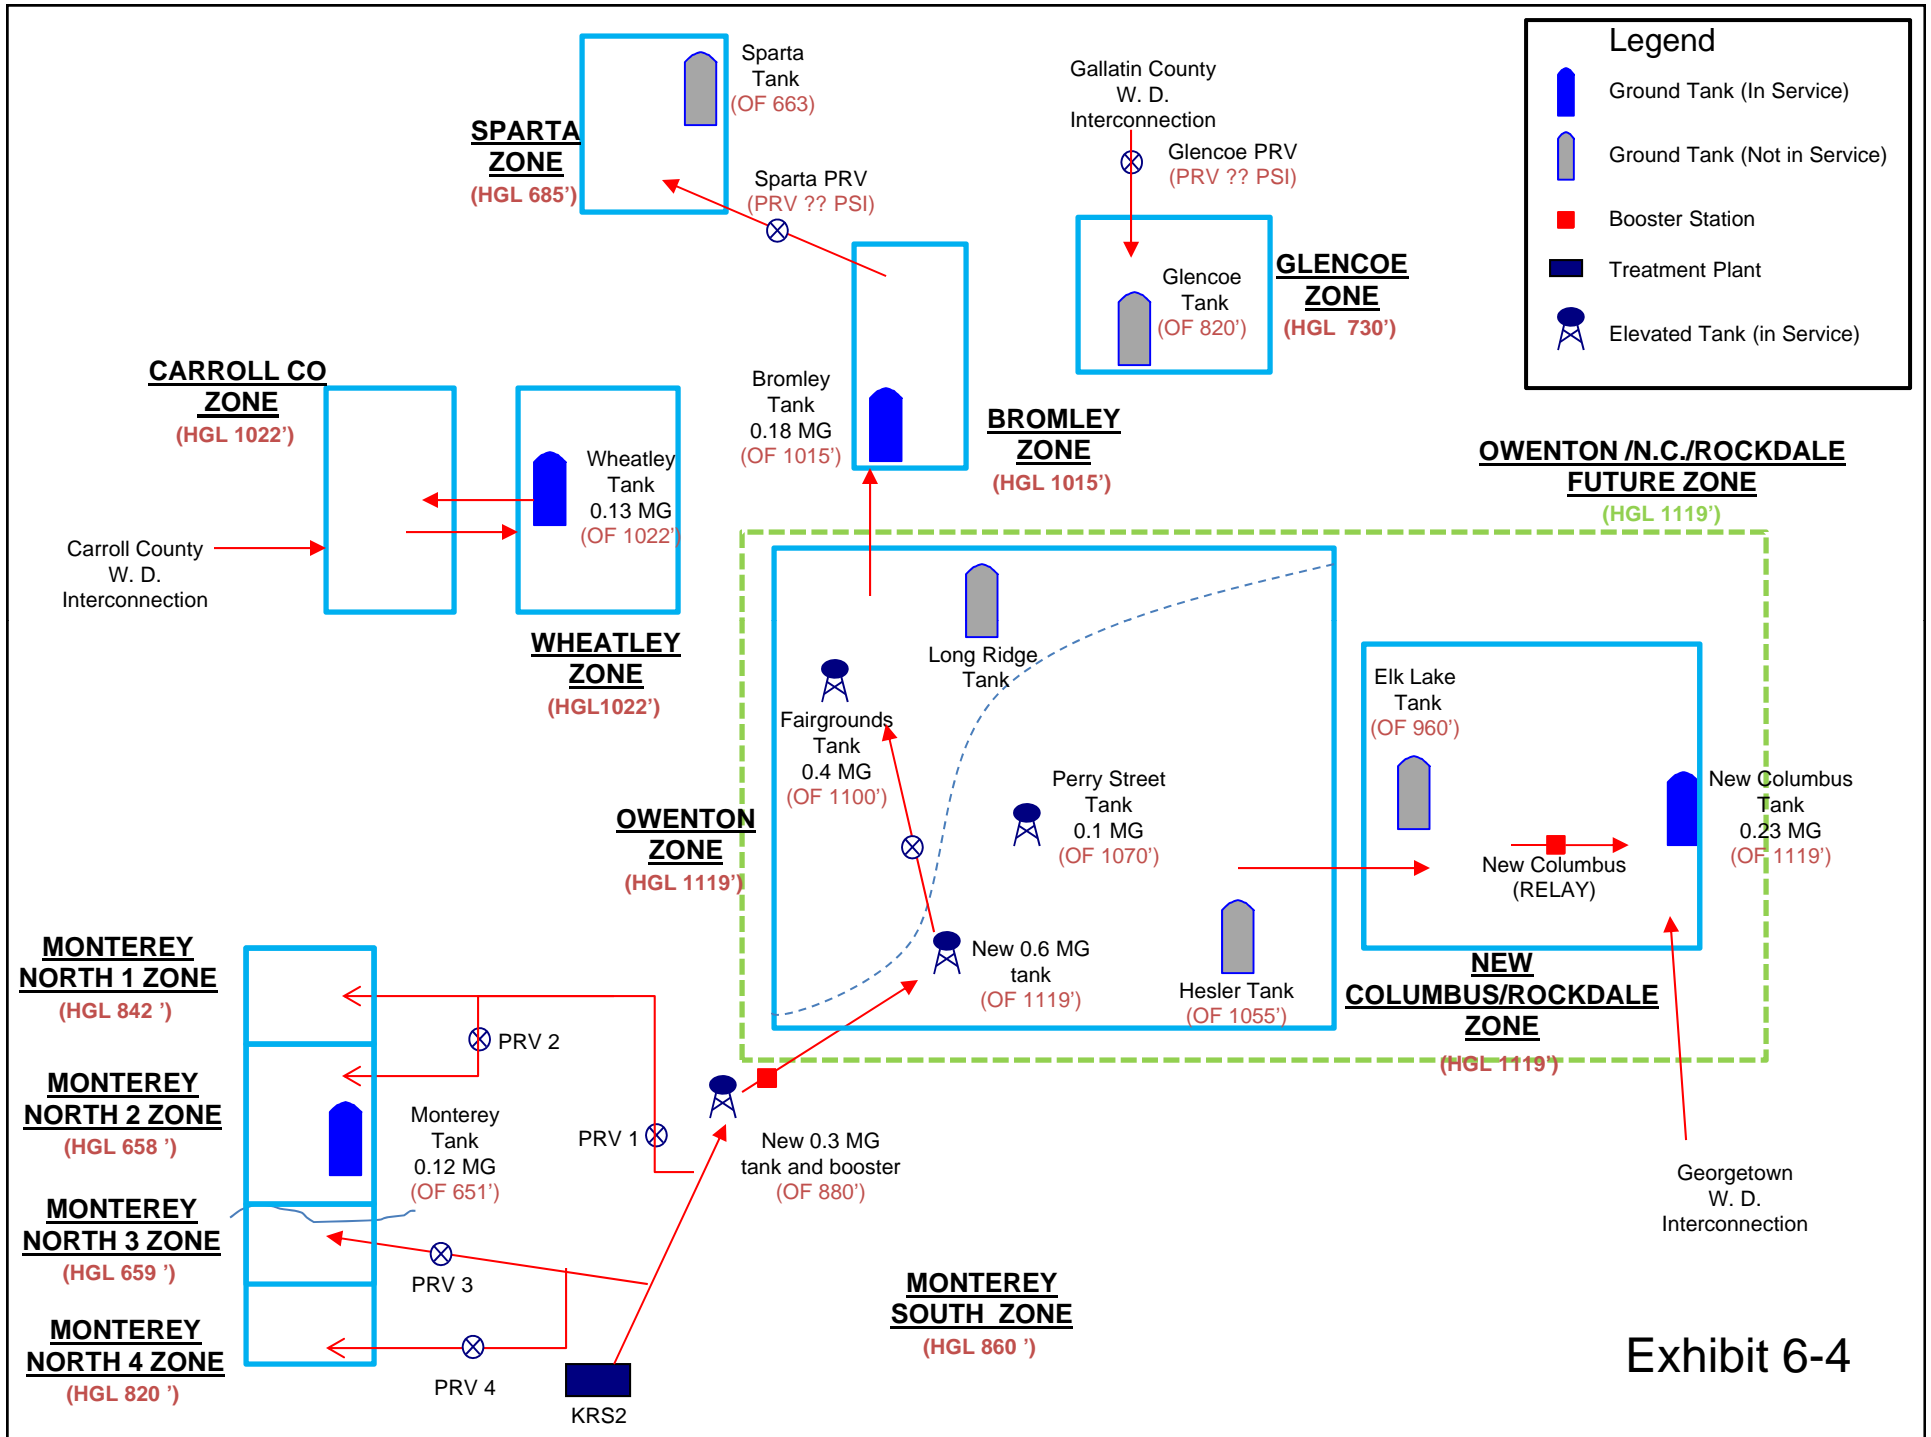 Legend
Ground Tank (In Service)
Ground Tank (Not in Service)
Booster Station
Treatment Plant
Elevated Tank (in Service)
Sparta
Tank
(OF 663)
SPARTA
ZONE
(HGL 685')
Sparta PRV
(PRV ?? PSI)
Gallatin County
W. D.
Interconnection
Glencoe PRV
(PRV ?? PSI)
Glencoe
Tank
(OF 820’)
GLENCOE
ZONE
(HGL  730’)
CARROLL CO
ZONE
(HGL 1022’)
Wheatley
Tank
0.13 MG
(OF 1022’)
Carroll County
W. D.
Interconnection
WHEATLEY
ZONE
(HGL1022’)
Bromley
Tank
0.18 MG
(OF 1015’)
BROMLEY
ZONE
(HGL 1015’)
OWENTON /N.C./ROCKDALE
FUTURE ZONE
(HGL 1119’)
Long Ridge
Tank
Fairgrounds
Tank
0.4 MG
(OF 1100’)
Perry Street
Tank
0.1 MG
(OF 1070’)
OWENTON
ZONE
(HGL 1119’)
New 0.6 MG
tank
(OF 1119’)
Hesler Tank
(OF 1055’)
Elk Lake
Tank
(OF 960’)
New Columbus
(RELAY)
New Columbus
Tank
0.23 MG
(OF 1119’)
NEW
COLUMBUS/ROCKDALE
ZONE
(HGL 1119’)
Georgetown
W. D.
Interconnection
MONTEREY
NORTH 1 ZONE
(HGL 842 ’)
PRV 2
MONTEREY
NORTH 2 ZONE
(HGL 658 ’)
Monterey
Tank
0.12 MG
(OF 651’)
PRV 1
New 0.3 MG
tank and booster
(OF 880’)
MONTEREY
NORTH 3 ZONE
(HGL 659 ’)
PRV 3
MONTEREY
NORTH 4 ZONE
(HGL 820 ’)
PRV 4
KRS2
MONTEREY
SOUTH  ZONE
(HGL 860 ’)
Exhibit 6-4